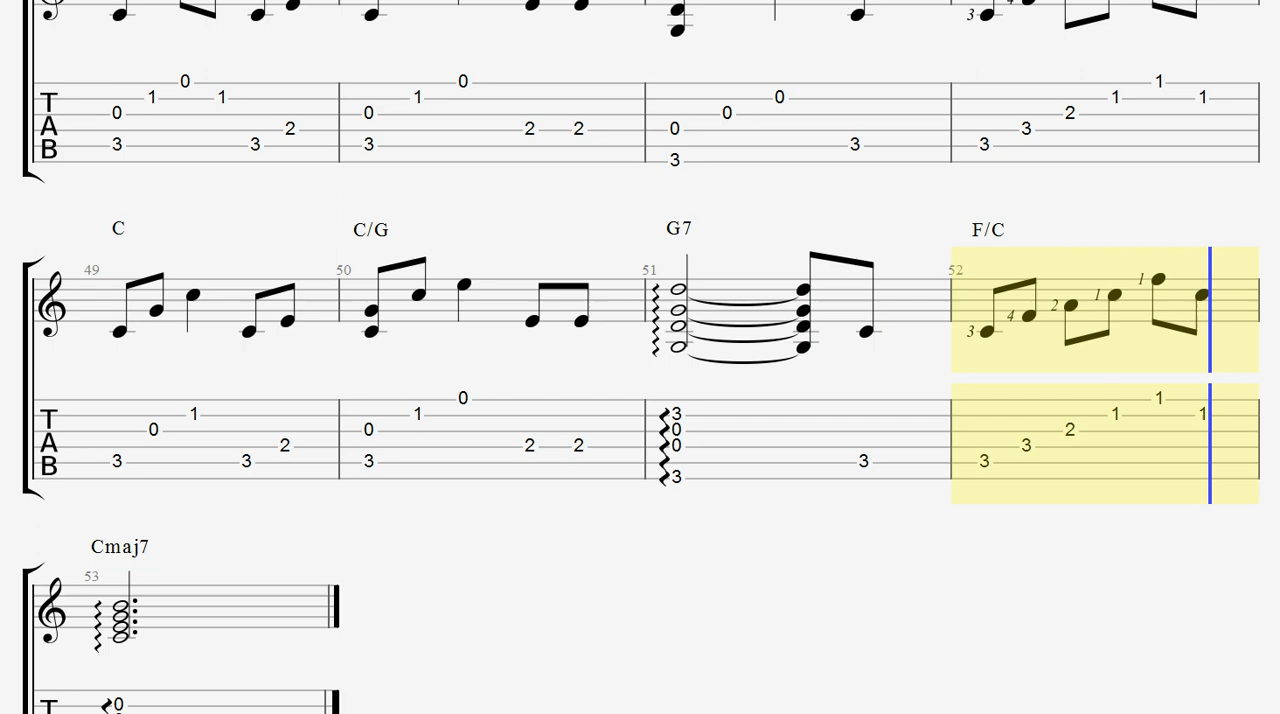 3 4
0 0
0 1 1 1 0 1 1 1
0 0 0 2
2 0 2 2 0 3
3 3 3 3 3
3
C C/G G7 F/C
49 50 51 52
3 4 2 1 1
0 1
T 1 1 3 1 1
0 0 0 2
A 2 2 2 0 3
B 3 3 3 3 3
3
Cmaj7
53
T 0